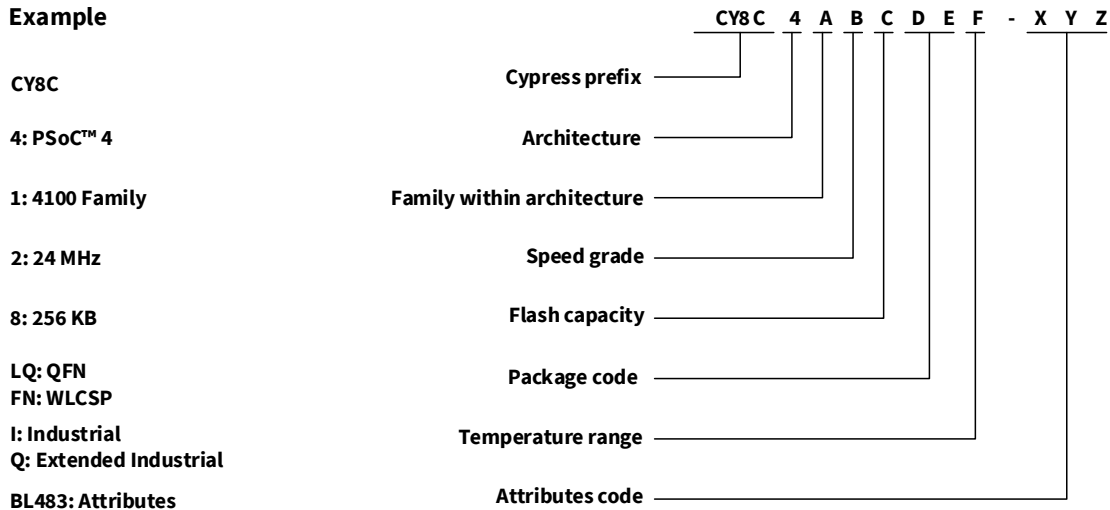 Example
CY8C 4 A B C D E F - X Y Z
CY8C
Cypress prefix
4: PSoC™ 4
Architecture
1: 4100 Family
Family within architecture
2: 24 MHz
Speed grade
8: 256 KB
Flash capacity
LQ: QFN
FN: WLCSP
Package code
I: Industrial
Q: Extended Industrial
Temperature range
BL483: Attributes
Attributes code